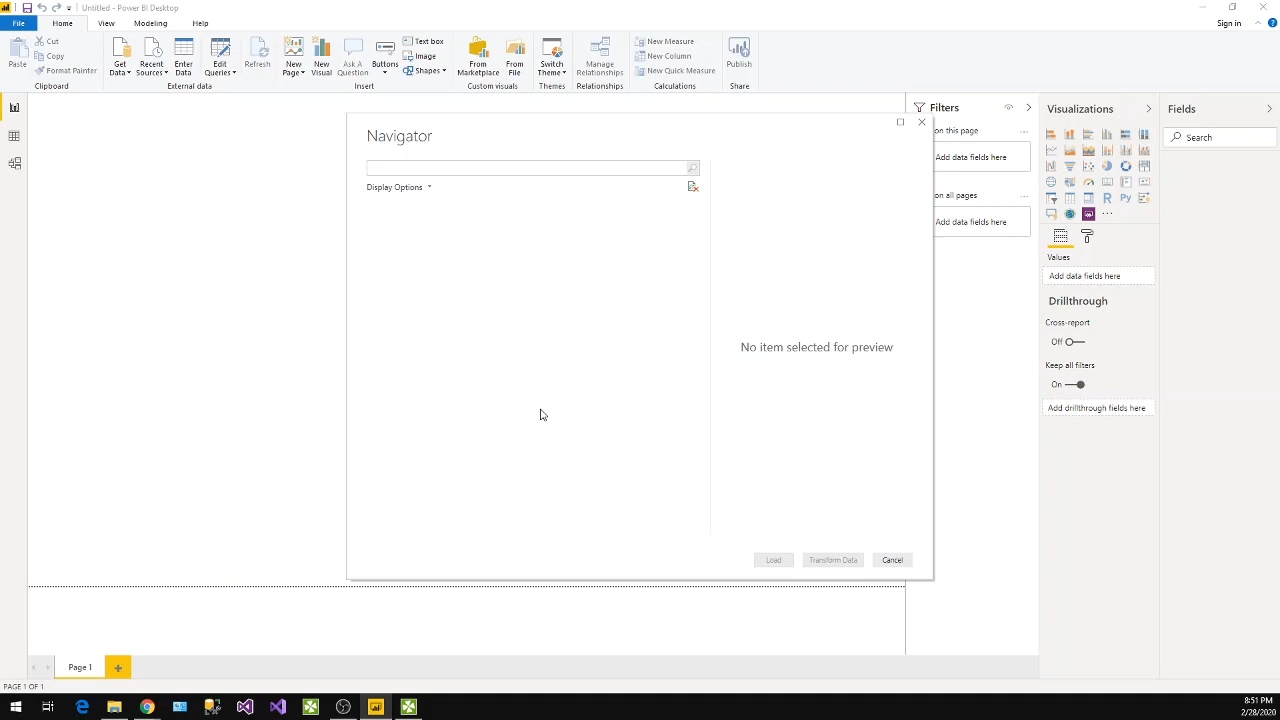 Untitled - Power BI Desktop
File
Home
View
Modeling
Help
Sign in
Paste
Cut
Copy
Format Painter
Clipboard
Get Data
Recent Sources
Enter Data
Edit Queries
Refresh
External data
New Page
New Visual
Ask A Question
Buttons
Text box
Image
Shapes
Insert
From Marketplace
From File
Custom visuals
Switch Theme
Themes
Manage Relationships
Relationships
New Measure
New Column
New Quick Measure
Calculations
Publish
Share
Navigator
Display Options
No item selected for preview
Load
Transform Data
Cancel
Filters
on this page
...
Add data fields here
on all pages
...
Add data fields here
Visualizations
R
Py
...
Values
Add data fields here
Drillthrough
Cross-report
Off
Keep all filters
On
Add drillthrough fields here
Fields
Search
Page 1
PAGE 1 OF 1
8:51 PM
2/28/2020